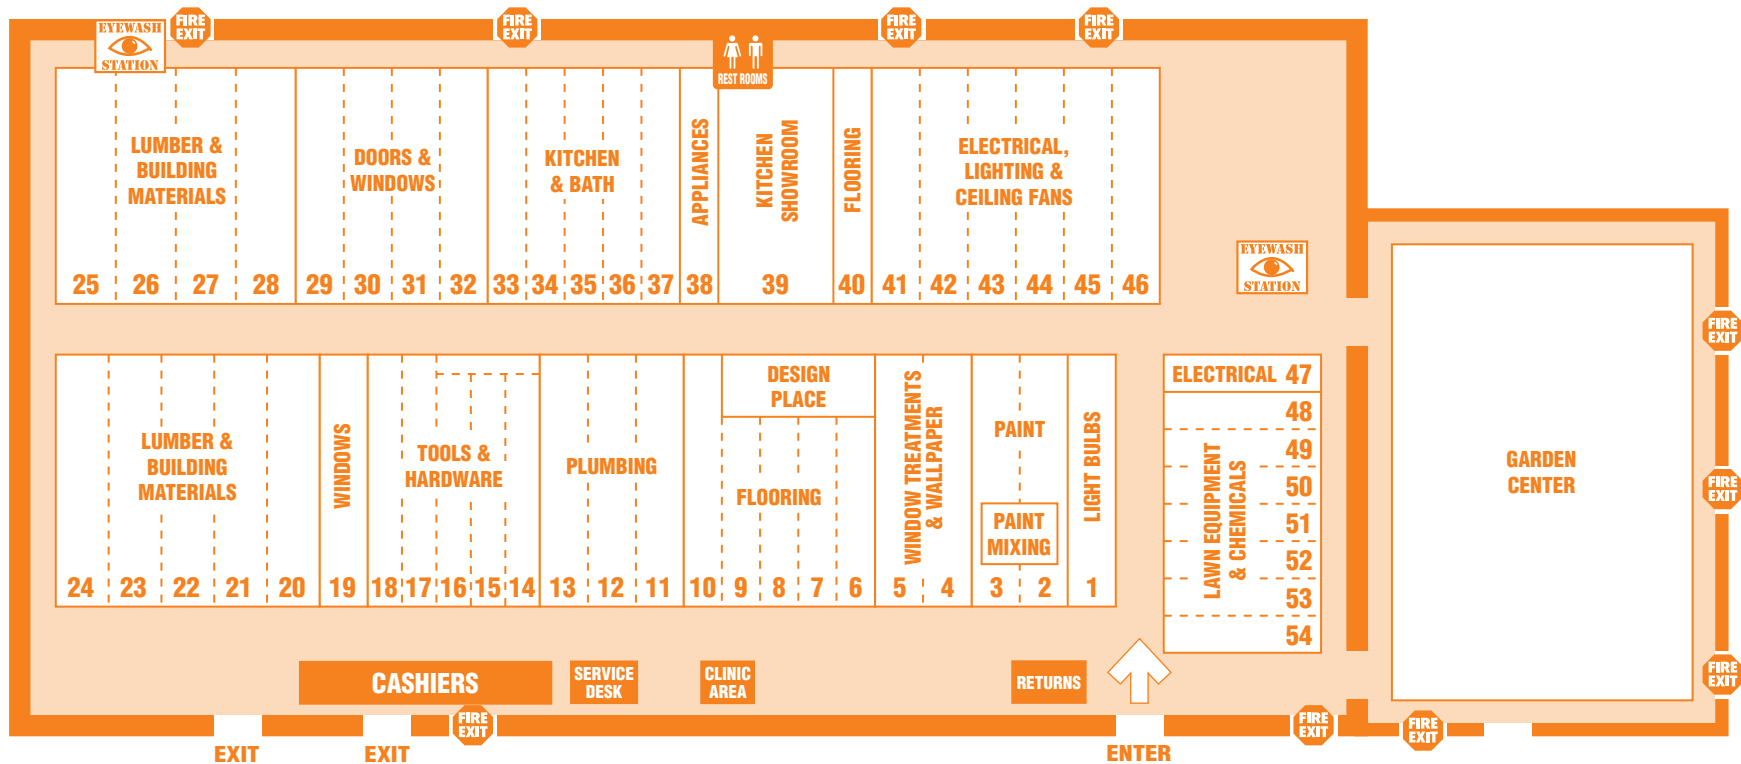 FIRE
EXIT
FIRE
EXIT
FIRE
EXIT
FIRE
EXIT
EYEWASH
STATION
REST ROOMS
LUMBER &
BUILDING
MATERIALS
DOORS &
WINDOWS
KITCHEN
& BATH
APPLIANCES
KITCHEN
SHOWROOM
FLOORING
ELECTRICAL,
LIGHTING &
CEILING FANS
25 26 27 28 29 30 31 32 33 34 35 36 37 38 39 40 41 42 43 44 45 46
EYEWASH
STATION
LUMBER &
BUILDING
MATERIALS
WINDOWS
TOOLS &
HARDWARE
PLUMBING
DESIGN
PLACE
FLOORING
WINDOW TREATMENTS
& WALLPAPER
PAINT
PAINT
MIXING
LIGHT BULBS
24 23 22 21 20 19 18 17 16 15 14 13 12 11 10 9 8 7 6 5 4 3 2 1
ELECTRICAL 47
48
49
50
51
52
53
54
LAWN EQUIPMENT
& CHEMICALS
GARDEN
CENTER
FIRE
EXIT
FIRE
EXIT
FIRE
EXIT
CASHIERS
SERVICE
DESK
CLINIC
AREA
RETURNS
FIRE
EXIT
FIRE
EXIT
FIRE
EXIT
EXIT
EXIT
ENTER